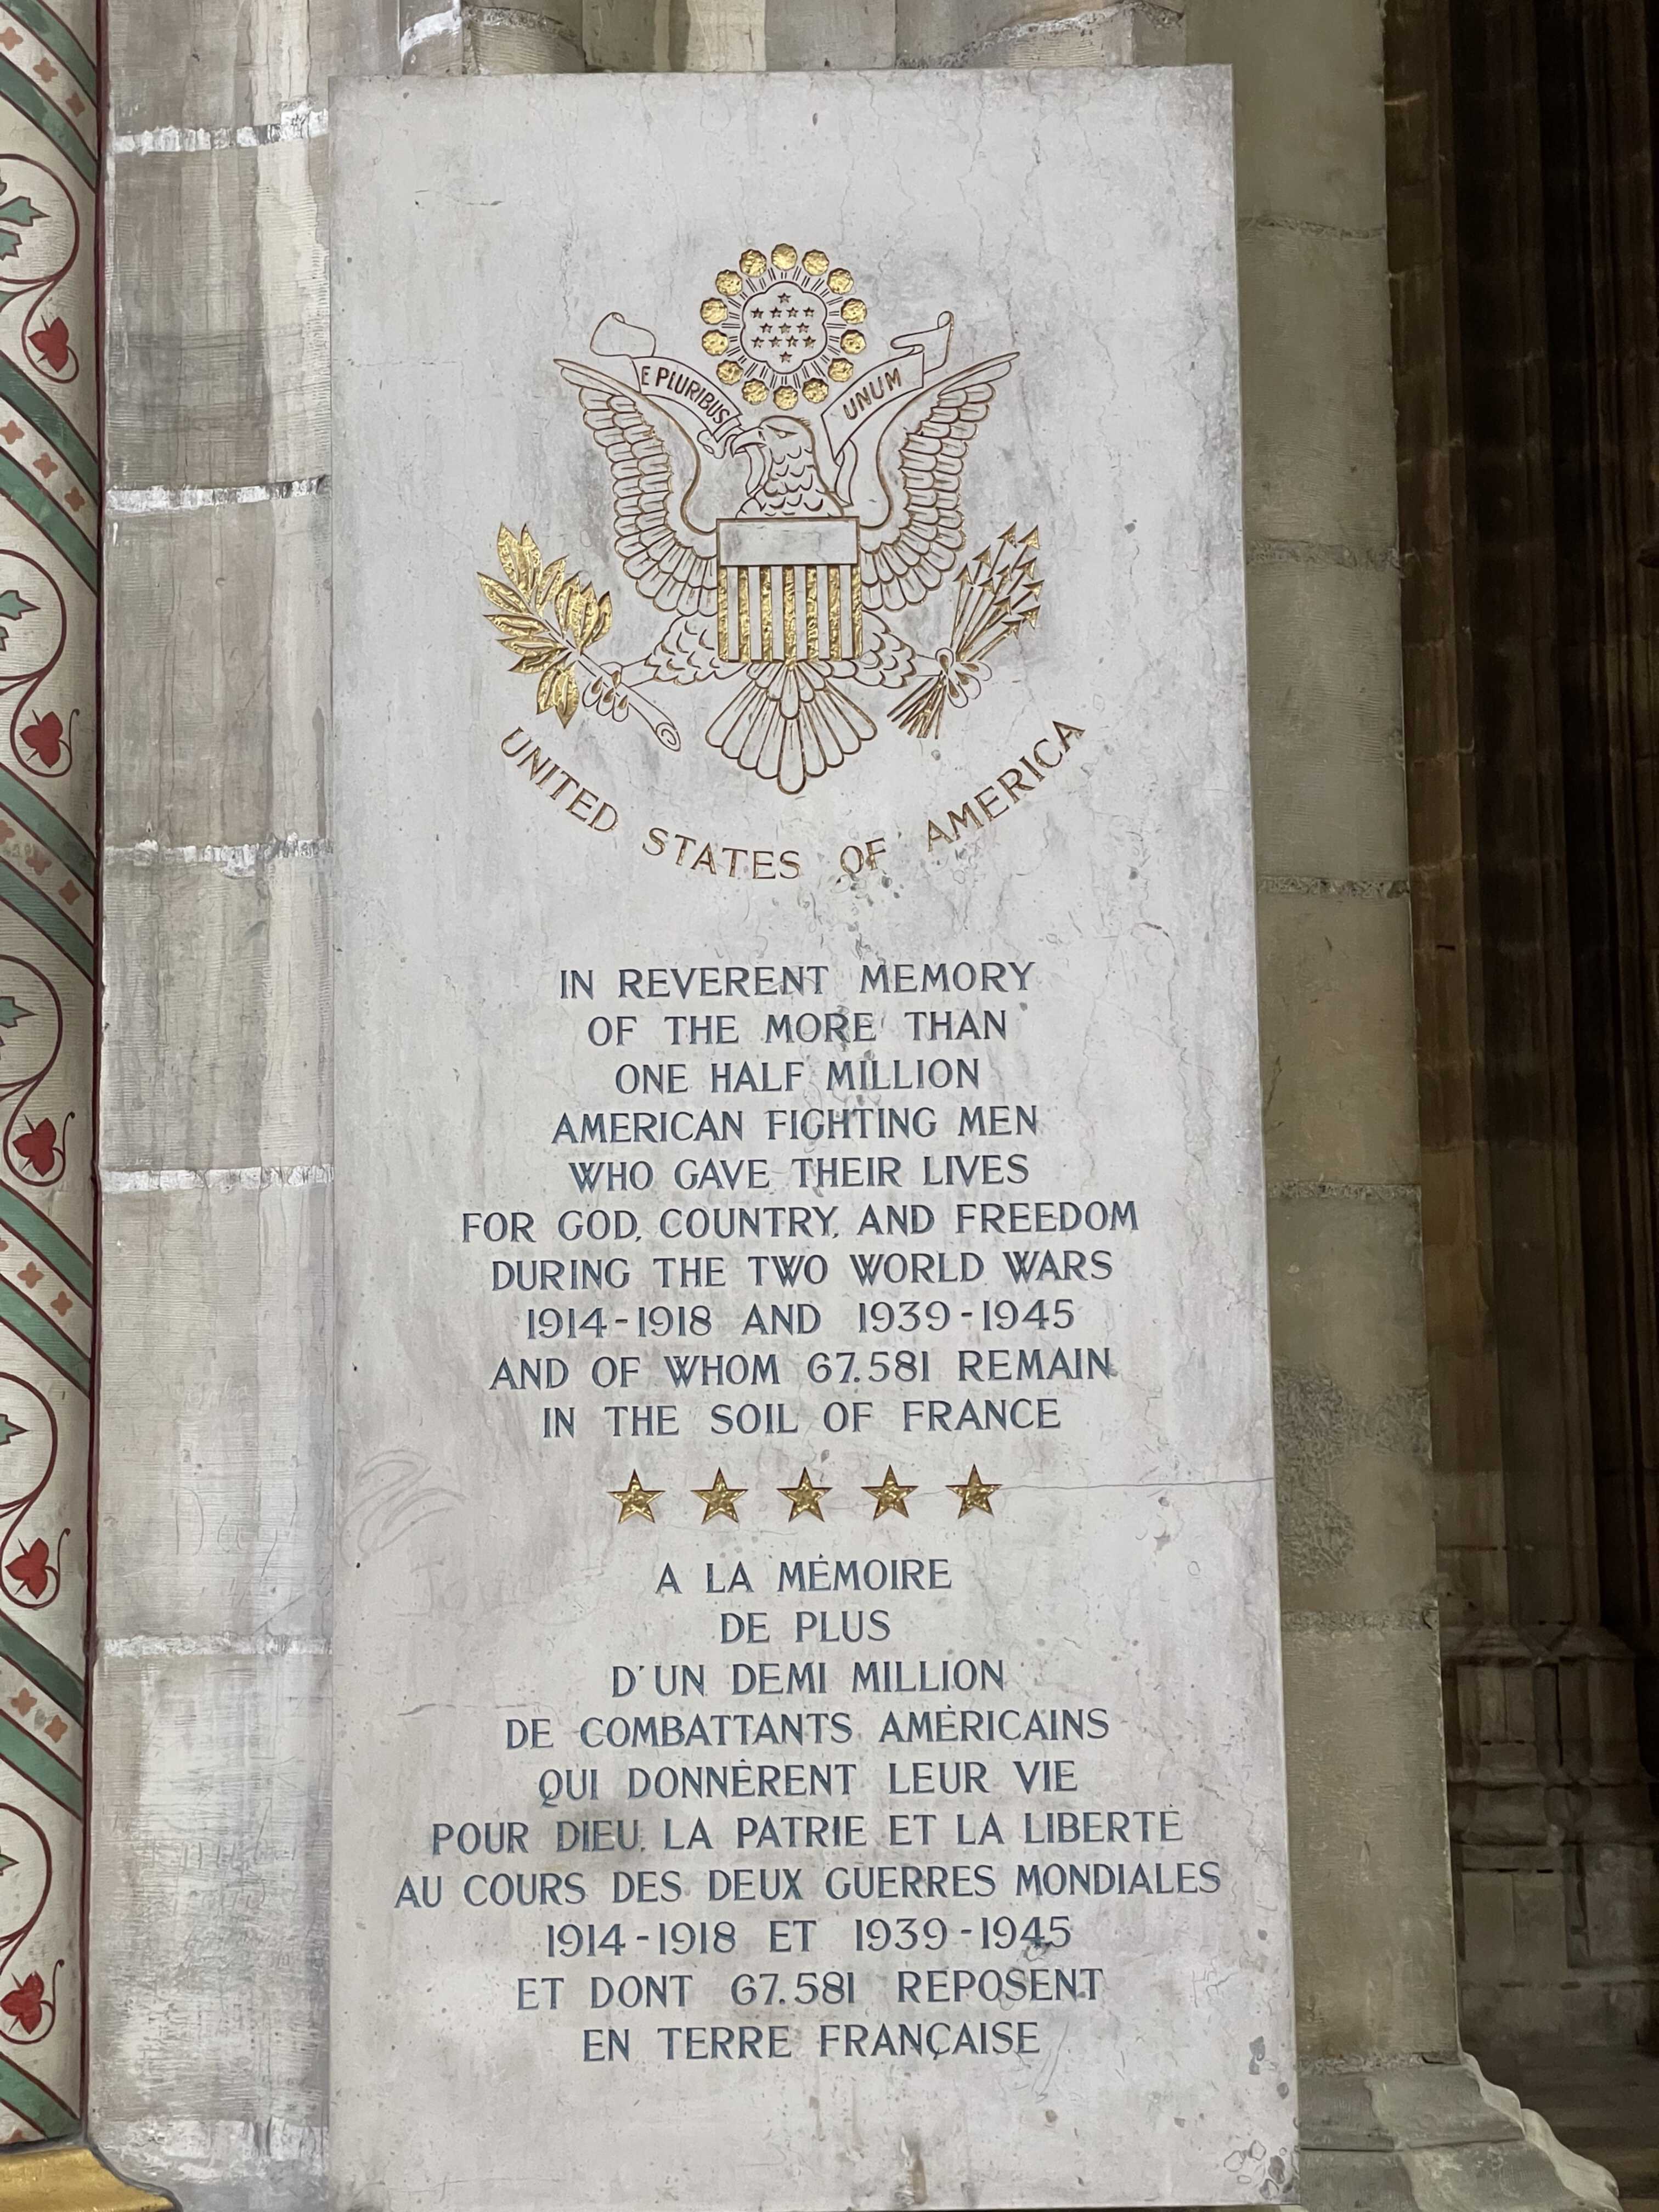 E PLURIBUS UNUM
UNITED STATES OF AMERICA
IN REVERENT MEMORY
OF THE MORE THAN
ONE HALF MILLION
AMERICAN FIGHTING MEN
WHO GAVE THEIR LIVES
FOR GOD, COUNTRY, AND FREEDOM
DURING THE TWO WORLD WARS
1914-1918 AND 1939-1945
AND OF WHOM 67.581 REMAIN
IN THE SOIL OF FRANCE
A LA MÉMOIRE
DE PLUS
D'UN DEMI MILLION
DE COMBATTANTS AMÉRICAINS
QUI DONNÈRENT LEUR VIE
POUR DIEU, LA PATRIE ET LA LIBERTÉ
AU COURS DES DEUX GUERRES MONDIALES
1914-1918 ET 1939-1945
ET DONT 67.581 REPOSENT
EN TERRE FRANÇAISE